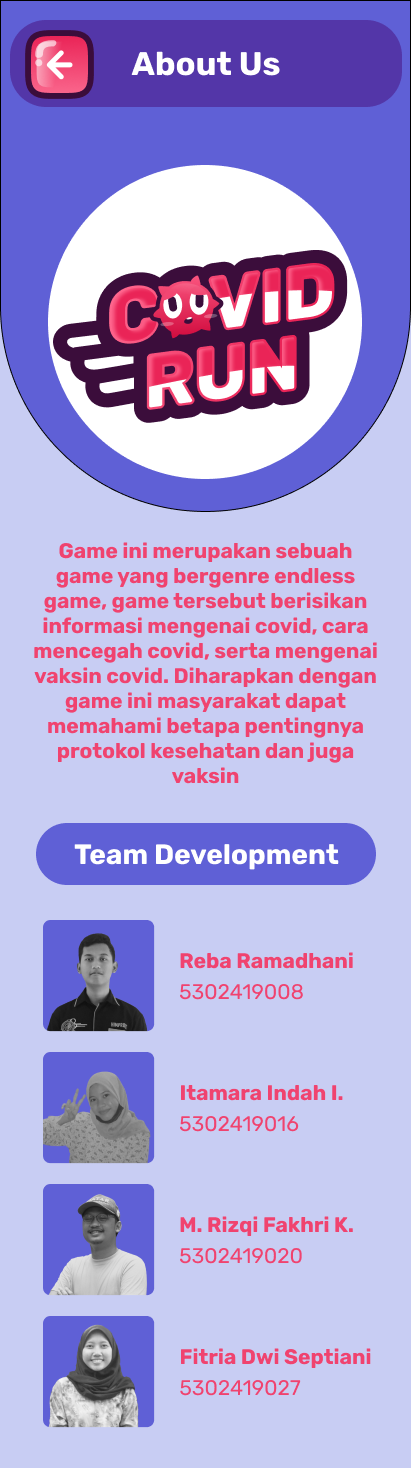 About Us
COVID
RUN
Game ini merupakan sebuah
game yang bergenre endless
game, game tersebut berisikan
informasi mengenai covid, cara
mencegah covid, serta mengenai
vaksin covid. Diharapkan dengan
game ini masyarakat dapat
memahami betapa pentingnya
protokol kesehatan dan juga
vaksin
Team Development
Reba Ramadhani
5302419008
Itamara Indah I.
5302419016
M. Rizqi Fakhri K.
5302419020
Fitria Dwi Septiani
5302419027